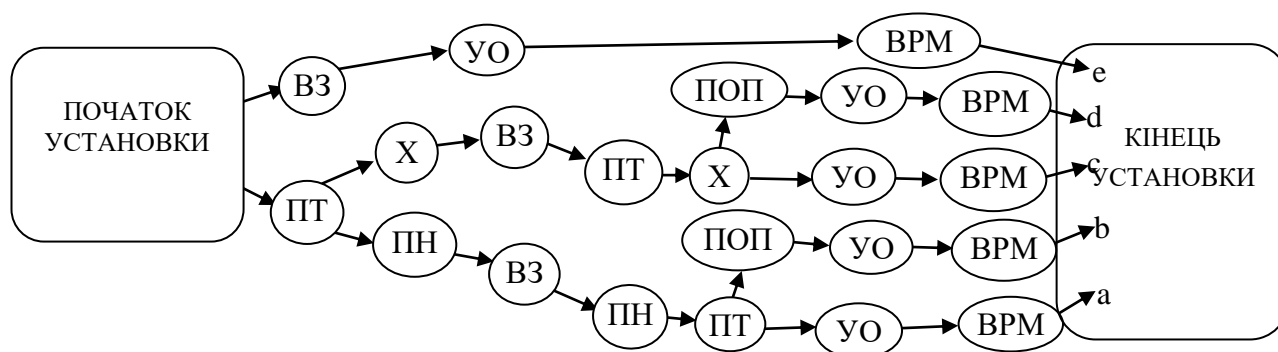 ПОЧАТОК
УСТАНОВКИ
ВЗ
УО
ВРМ
e
ПОП
УО
ВРМ
d
Х
ВЗ
ПТ
Х
УО
ВРМ
c
КІНЕЦЬ
УСТАНОВКИ
ПТ
ПН
ВЗ
ПОП
УО
ВРМ
b
ПН
ПТ
УО
ВРМ
a